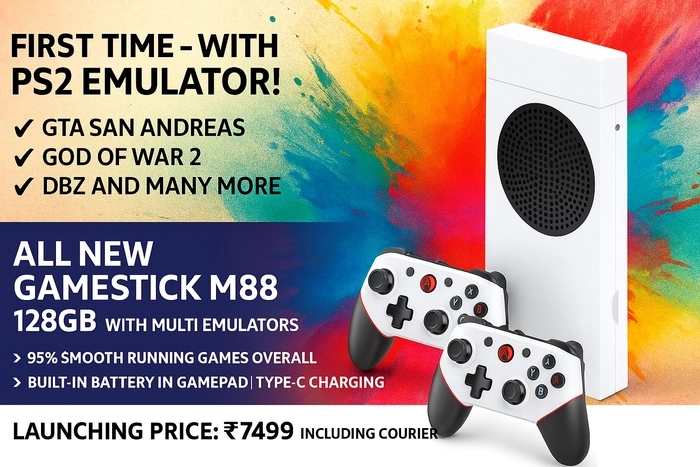 FIRST TIME – WITH
PS2 EMULATOR!
✔ GTA SAN ANDREAS
✔ GOD OF WAR 2
✔ DBZ AND MANY MORE
ALL NEW
GAMESTICK M88
128GB WITH MULTI EMULATORS
> 95% SMOOTH RUNNING GAMES OVERALL
> BUILT-IN BATTERY IN GAMEPAD | TYPE-C CHARGING
LAUNCHING PRICE: ₹7499 INCLUDING COURIER